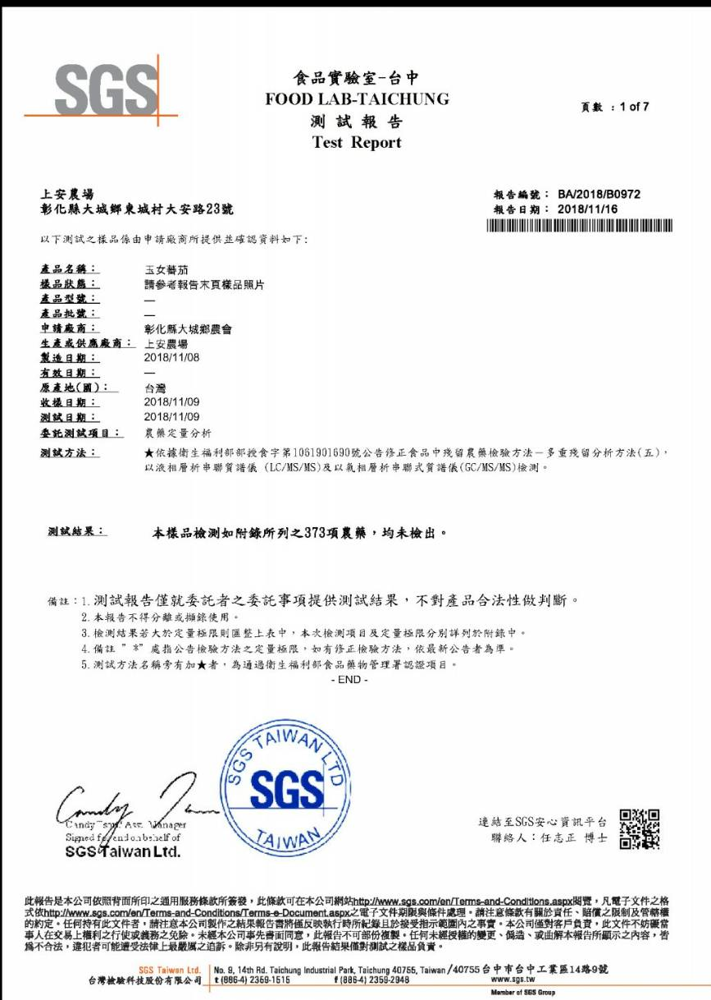 SGS
食品實驗室-台中
FOOD LAB-TAICHUNG
測 試 報 告
Test Report
頁數 : 1 of 7
上安農場
彰化縣大城鄉東城村大安路23號
報告編號： BA/2018/B0972
報告日期： 2018/11/16
以下測試之樣品係由申請廠商所提供並確認資料如下:
產品名稱： 玉女蕃茄
樣品狀態： 請參考報告末頁樣品照片
產品型號： —
產品批號： —
申請廠商： 彰化縣大城鄉農會
生產或供應廠商： 上安農場
製造日期： 2018/11/08
有效日期： —
原產地(國)： 台灣
收樣日期： 2018/11/09
測試日期： 2018/11/09
委託測試項目： 農藥定量分析
測試方法： ★依據衛生福利部部授食字第1061901690號公告修正食品中殘留農藥檢驗方法－多重殘留分析方法(五)，
以液相層析串聯質譜儀 (LC/MS/MS)及以氣相層析串聯式質譜儀(GC/MS/MS)檢測。
測試結果： 本樣品檢測如附錄所列之373項農藥，均未檢出。
備註：1. 測試報告僅就委託者之委託事項提供測試結果，不對產品合法性做判斷。
2. 本報告不得分離或擷錄使用。
3. 檢測結果若大於定量極限則匯整上表中，本次檢測項目及定量極限分別詳列於附錄中。
4. 備註 ” *” 處指公告檢驗方法之定量極限，如有修正檢驗方法，依最新公告者為準。
5. 測試方法名稱旁有加★者，為通過衛生福利部食品藥物管理署認證項目。
- END -
SGS TAIWAN LTD
SGS
TAIWAN
Asst. Manager
Signed for and on behalf of
SGS Taiwan Ltd.
連結至SGS安心資訊平台
聯絡人：任志正 博士
此報告是本公司依照背面所印之通用服務條款所簽發，此條款可在本公司網站http://www.sgs.com/en/Terms-and-Conditions.aspx閱覽，凡電子文件之格
式依http://www.sgs.com/en/Terms-and-Conditions/Terms-e-Document.aspx之電子文件期限與條件處理。請注意條款有關於責任、賠償之限制及管轄權
的約定。任何持有此文件者，請注意本公司製作之結果報告書將僅反映執行時所紀錄且於接受指示範圍內之事實。本公司僅對客戶負責，此文件不妨礙當
事人在交易上權利之行使或義務之免除。未經本公司事先書面同意，此報告不可部份複製。任何未經授權的變更、偽造、或曲解本報告所顯示之內容，皆
為不合法，違犯者可能遭受法律上最嚴厲之追訴。除非另有說明，此報告結果僅對測試之樣品負責。
SGS Taiwan Ltd. No. 9, 14th Rd. Taichung Industrial Park, Taichung 40755, Taiwan /40755台中市台中工業區14路9號
台灣檢驗科技股份有限公司 t (886-4) 2359-1515 f (886-4) 2359-2948 www.sgs.tw
Member of SGS Group